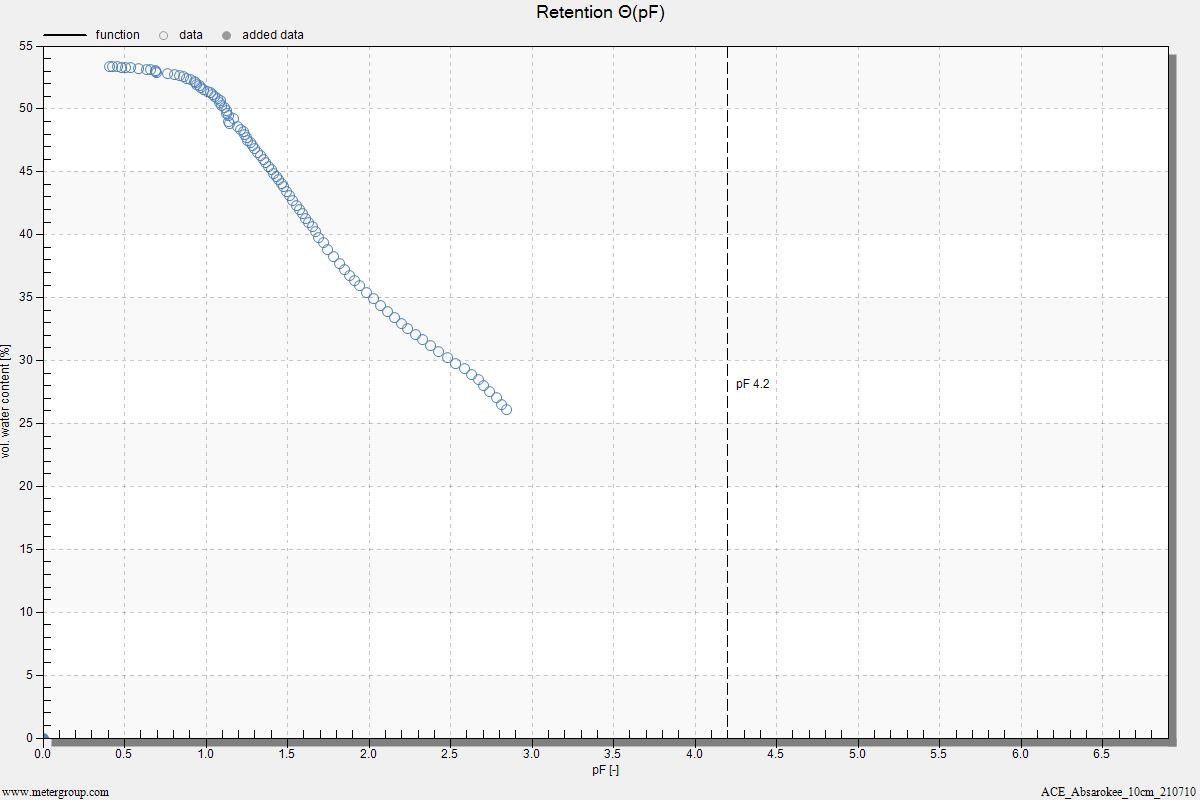 Retention Θ(pF)
function data added data
55
50
45
40
35
30
25
20
15
10
5
0
vol. water content [%]
pF 4.2
0.0 0.5 1.0 1.5 2.0 2.5 3.0 3.5 4.0 4.5 5.0 5.5 6.0 6.5
pF [-]
www.metergroup.com
ACE_Absarokee_10cm_210710